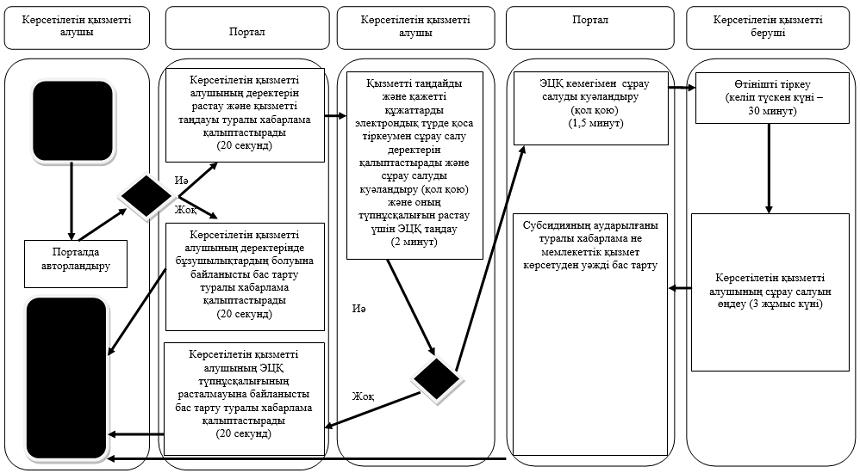 Көрсетілетін қызметті
алушы
Портал
Көрсетілетін қызметті
алушы
Портал
Көрсетілетін қызметті
беруші
Порталда
авторландыру
Көрсетілетін қызметті
алушының деректерін
растау және қызметті
таңдауы туралы хабарлама
қалыптастырады
(20 секунд)
Иә
Жоқ
Көрсетілетін қызметті
алушының деректерінде
бұзушылықтардың болуына
байланысты бас тарту
туралы хабарлама
қалыптастырады
(20 секунд)
Көрсетілетін қызметті
алушының ЭЦҚ
түпнұсқалығының
расталмауына байланысты
бас тарту туралы хабарлама
қалыптастырады
(20 секунд)
Қызметті таңдайды
және қажетті
құжаттарды
электрондық түрде қоса
тіркеумен сұрау салу
деректерін
қалыптастырады және
сұрау салуды
куәландыру (қол қою)
және оның
түпнұсқалығын растау
үшін ЭЦҚ таңдау
(2 минут)
Иә
Жоқ
ЭЦҚ көмегімен сұрау
салуды куәландыру
(қол қою)
(1,5 минут)
Субсидияның аударылғаны
туралы хабарлама не
мемлекеттік қызмет
көрсетуден уәжді бас тарту
Өтінішті тіркеу
(келіп түскен күні –
30 минут)
Көрсетілетін қызметті
алушының сұрау салуын
өңдеу (3 жұмыс күні)